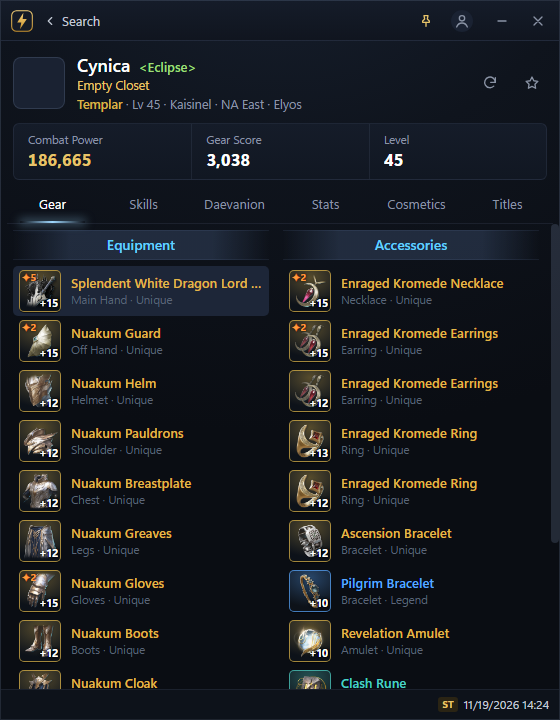 Search
Cynica <Eclipse>
Empty Closet
Templar · Lv 45 · Kaisinel · NA East · Elyos
Combat Power
186,665
Gear Score
3,038
Level
45
Gear
Skills
Daevanion
Stats
Cosmetics
Titles
Equipment
5
+15
Splendent White Dragon Lord ...
Main Hand · Unique
2
+15
Nuakum Guard
Off Hand · Unique
+12
Nuakum Helm
Helmet · Unique
+12
Nuakum Pauldrons
Shoulder · Unique
+12
Nuakum Breastplate
Chest · Unique
+12
Nuakum Greaves
Legs · Unique
2
+15
Nuakum Gloves
Gloves · Unique
+12
Nuakum Boots
Boots · Unique
Nuakum Cloak
Accessories
2
+15
Enraged Kromede Necklace
Necklace · Unique
2
+15
Enraged Kromede Earrings
Earring · Unique
+12
Enraged Kromede Earrings
Earring · Unique
+13
Enraged Kromede Ring
Ring · Unique
+12
Enraged Kromede Ring
Ring · Unique
+12
Ascension Bracelet
Bracelet · Unique
+10
Pilgrim Bracelet
Bracelet · Legend
+10
Revelation Amulet
Amulet · Unique
Clash Rune
ST 11/19/2026 14:24